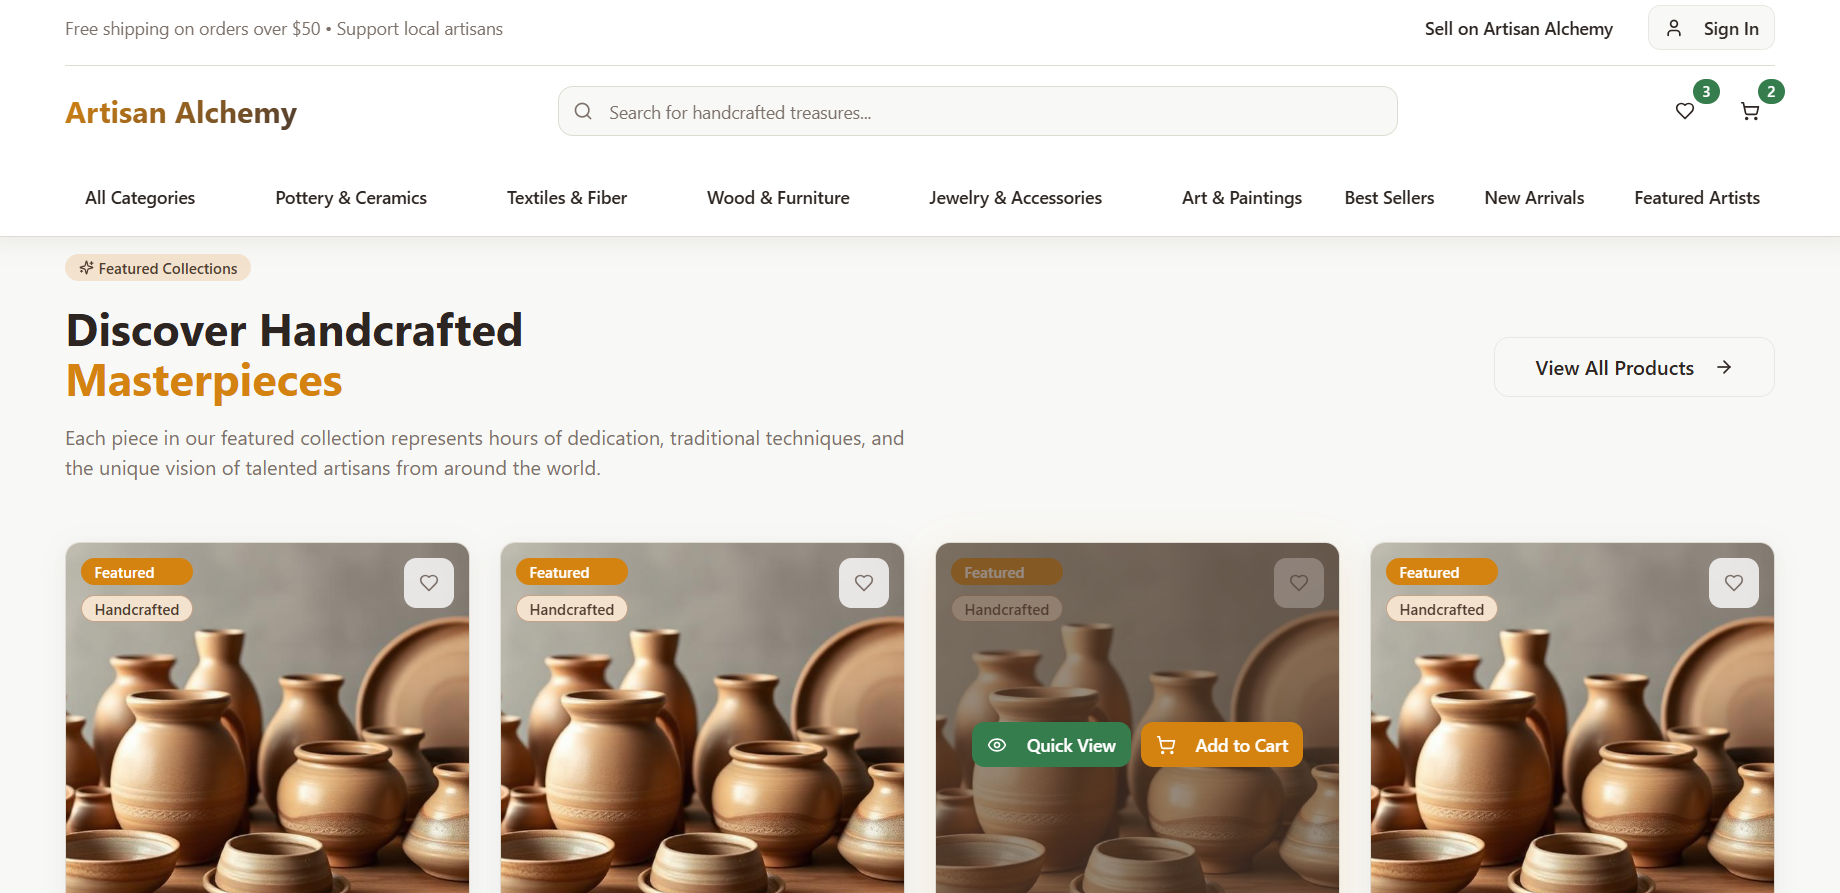 Free shipping on orders over $50 • Support local artisans
Sell on Artisan Alchemy
Sign In
Artisan Alchemy
Search for handcrafted treasures...
3
2
All Categories
Pottery & Ceramics
Textiles & Fiber
Wood & Furniture
Jewelry & Accessories
Art & Paintings
Best Sellers
New Arrivals
Featured Artists
Featured Collections
Discover Handcrafted
Masterpieces
Each piece in our featured collection represents hours of dedication, traditional techniques, and
the unique vision of talented artisans from around the world.
View All Products
Featured
Handcrafted
Featured
Handcrafted
Featured
Handcrafted
Quick View
Add to Cart
Featured
Handcrafted